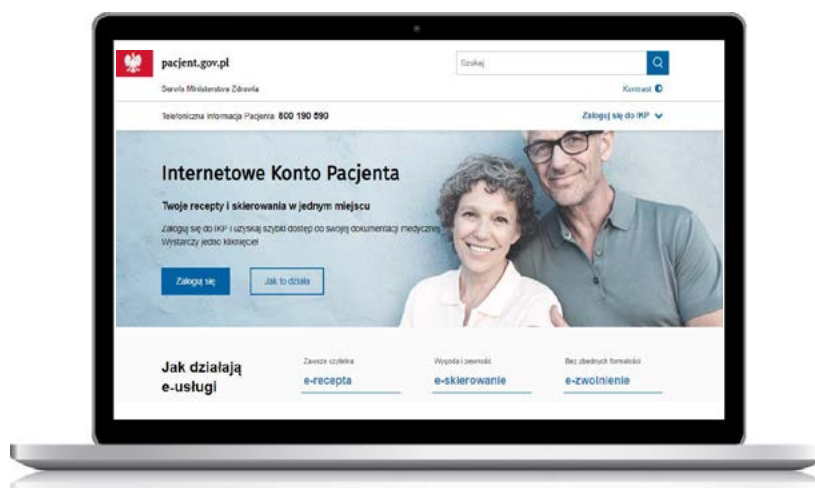 pacjent.gov.pl
Szukaj
Serwis Ministerstwa Zdrowia
Kontrast
Telefoniczna Informacja Pacjenta 800 190 590
Zaloguj się do IKP
Internetowe Konto Pacjenta
Twoje recepty i skierowania w jednym miejscu
Zaloguj się do IKP i uzyskaj szybki dostęp do swojej dokumentacji medycznej
Wystarczy jedno kliknięcie!
Zaloguj się
Jak to działa
Jak działają
e-usługi
Zawsze czytelna
e-recepta
Wygoda i pewność
e-skierowanie
Bez zbędnych formalności
e-zwolnienie